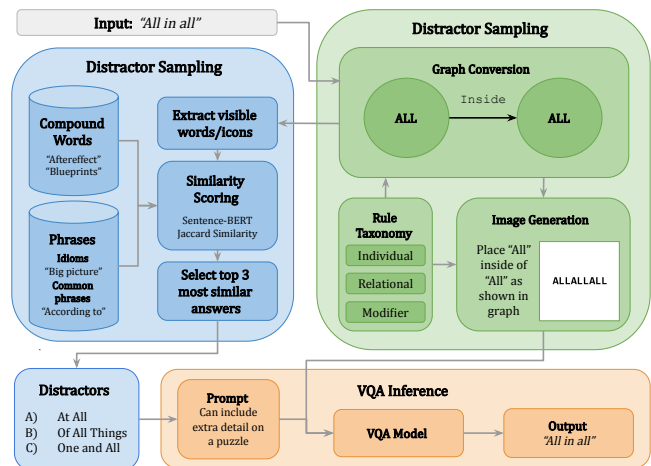 Input: “All in all”
Distractor Sampling
Compound
Words
“Aftereffect”
“Blueprints”
Phrases
Idioms
“Big picture”
Common
phrases
“According to”
Extract visible
words/icons
Similarity
Scoring
Sentence-BERT
Jaccard Similarity
Select top 3
most similar
answers
Distractor Sampling
Graph Conversion
ALL
Inside
ALL
Rule
Taxonomy
Individual
Relational
Modifier
Image Generation
Place “All”
inside of
“All” as
shown in
graph
ALLALLALL
Distractors
A) At All
B) Of All Things
C) One and All
VQA Inference
Prompt
Can include
extra detail on
a puzzle
VQA Model
Output
“All in all”